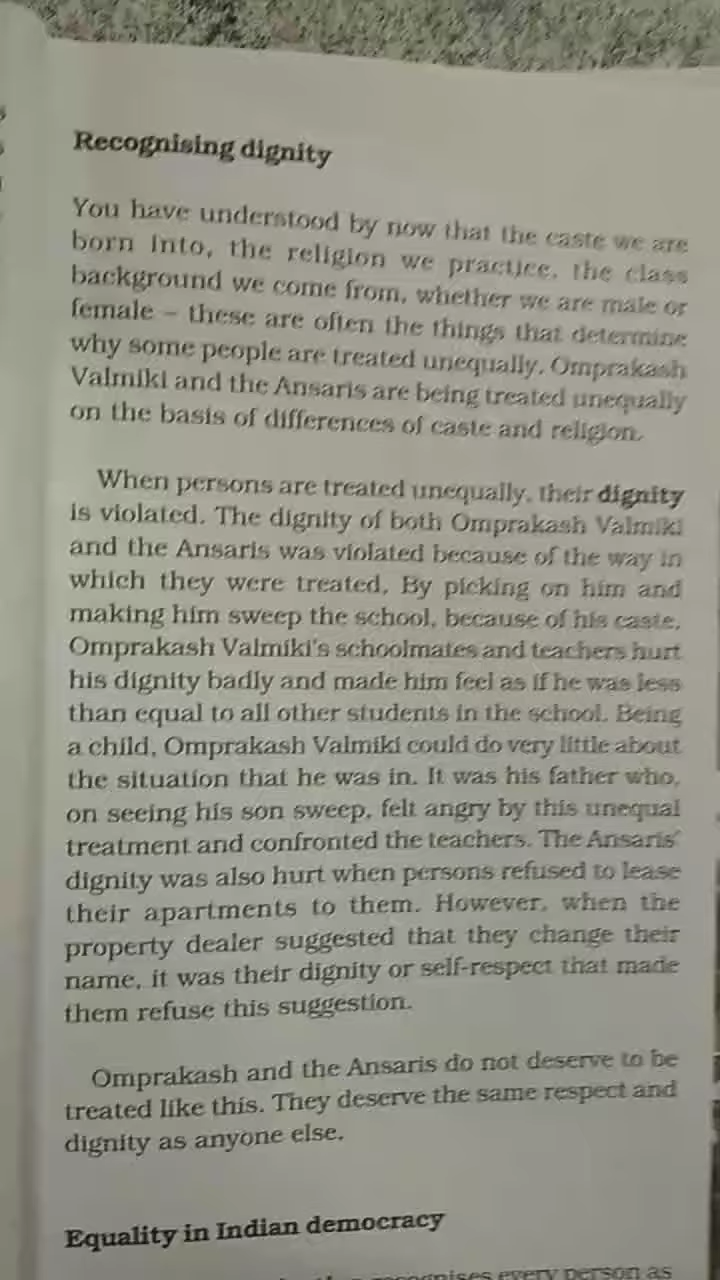 Recognising dignity
You have understood by now that the caste we are
born into, the religion we practice, the class
background we come from, whether we are male or
female – these are often the things that determine
why some people are treated unequally. Omprakash
Valmiki and the Ansaris are being treated unequally
on the basis of differences of caste and religion.
When persons are treated unequally, their dignity
is violated. The dignity of both Omprakash Valmiki
and the Ansaris was violated because of the way in
which they were treated. By picking on him and
making him sweep the school, because of his caste,
Omprakash Valmiki's schoolmates and teachers hurt
his dignity badly and made him feel as if he was less
than equal to all other students in the school. Being
a child, Omprakash Valmiki could do very little about
the situation that he was in. It was his father who,
on seeing his son sweep, felt angry by this unequal
treatment and confronted the teachers. The Ansaris'
dignity was also hurt when persons refused to lease
their apartments to them. However, when the
property dealer suggested that they change their
name, it was their dignity or self-respect that made
them refuse this suggestion.
Omprakash and the Ansaris do not deserve to be
treated like this. They deserve the same respect and
dignity as anyone else.
Equality in Indian democracy
every person as